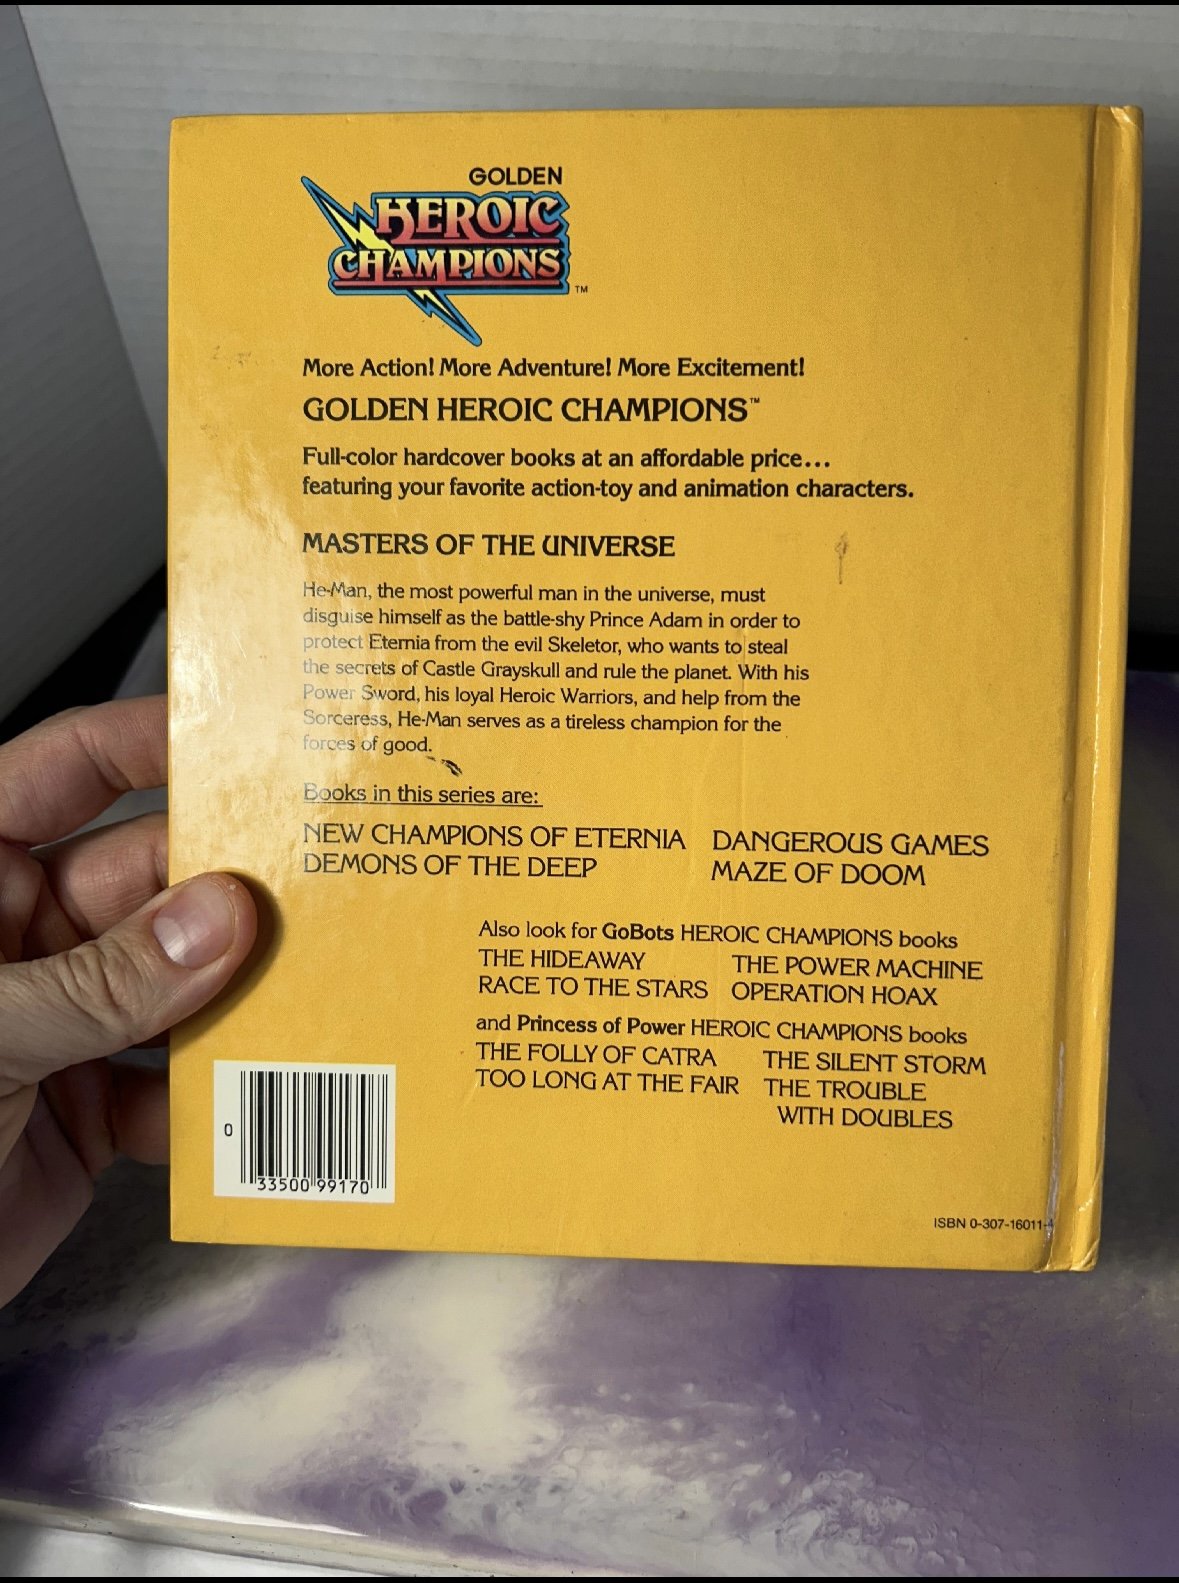 GOLDEN
HEROIC
CHAMPIONS
TM
More Action! More Adventure! More Excitement!
GOLDEN HEROIC CHAMPIONS™
Full-color hardcover books at an affordable price...
featuring your favorite action-toy and animation characters.
MASTERS OF THE UNIVERSE
He-Man, the most powerful man in the universe, must
disguise himself as the battle-shy Prince Adam in order to
protect Eternia from the evil Skeletor, who wants to steal
the secrets of Castle Grayskull and rule the planet. With his
Power Sword, his loyal Heroic Warriors, and help from the
Sorceress, He-Man serves as a tireless champion for the
forces of good.
Books in this series are:
NEW CHAMPIONS OF ETERNIA DANGEROUS GAMES
DEMONS OF THE DEEP MAZE OF DOOM
Also look for GoBots HEROIC CHAMPIONS books
THE HIDEAWAY THE POWER MACHINE
RACE TO THE STARS OPERATION HOAX
and Princess of Power HEROIC CHAMPIONS books
THE FOLLY OF CATRA THE SILENT STORM
TOO LONG AT THE FAIR THE TROUBLE
WITH DOUBLES
0 33500 99170
ISBN 0-307-16011-4